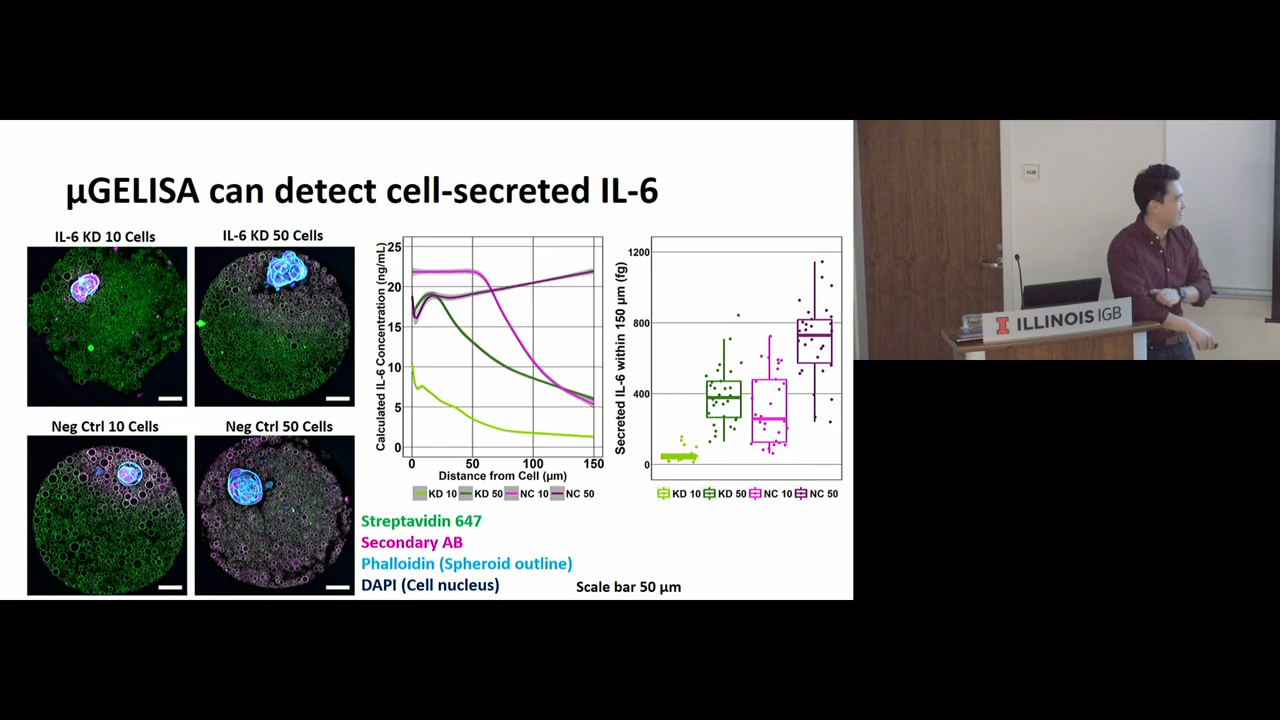 µGELISA can detect cell-secreted IL-6
IL-6 KD 10 Cells
IL-6 KD 50 Cells
Neg Ctrl 10 Cells
Neg Ctrl 50 Cells
Calculated IL-6 Concentration (ng/mL)
25
20
15
10
5
0
0 50 100 150
Distance from Cell (µm)
KD 10 KD 50 NC 10 NC 50
Secreted IL-6 within 150 µm (fg)
1200
800
400
0
KD 10 KD 50 NC 10 NC 50
Streptavidin 647
Secondary AB
Phalloidin (Spheroid outline)
DAPI (Cell nucleus)
Scale bar 50 µm
I ILLINOIS IGB